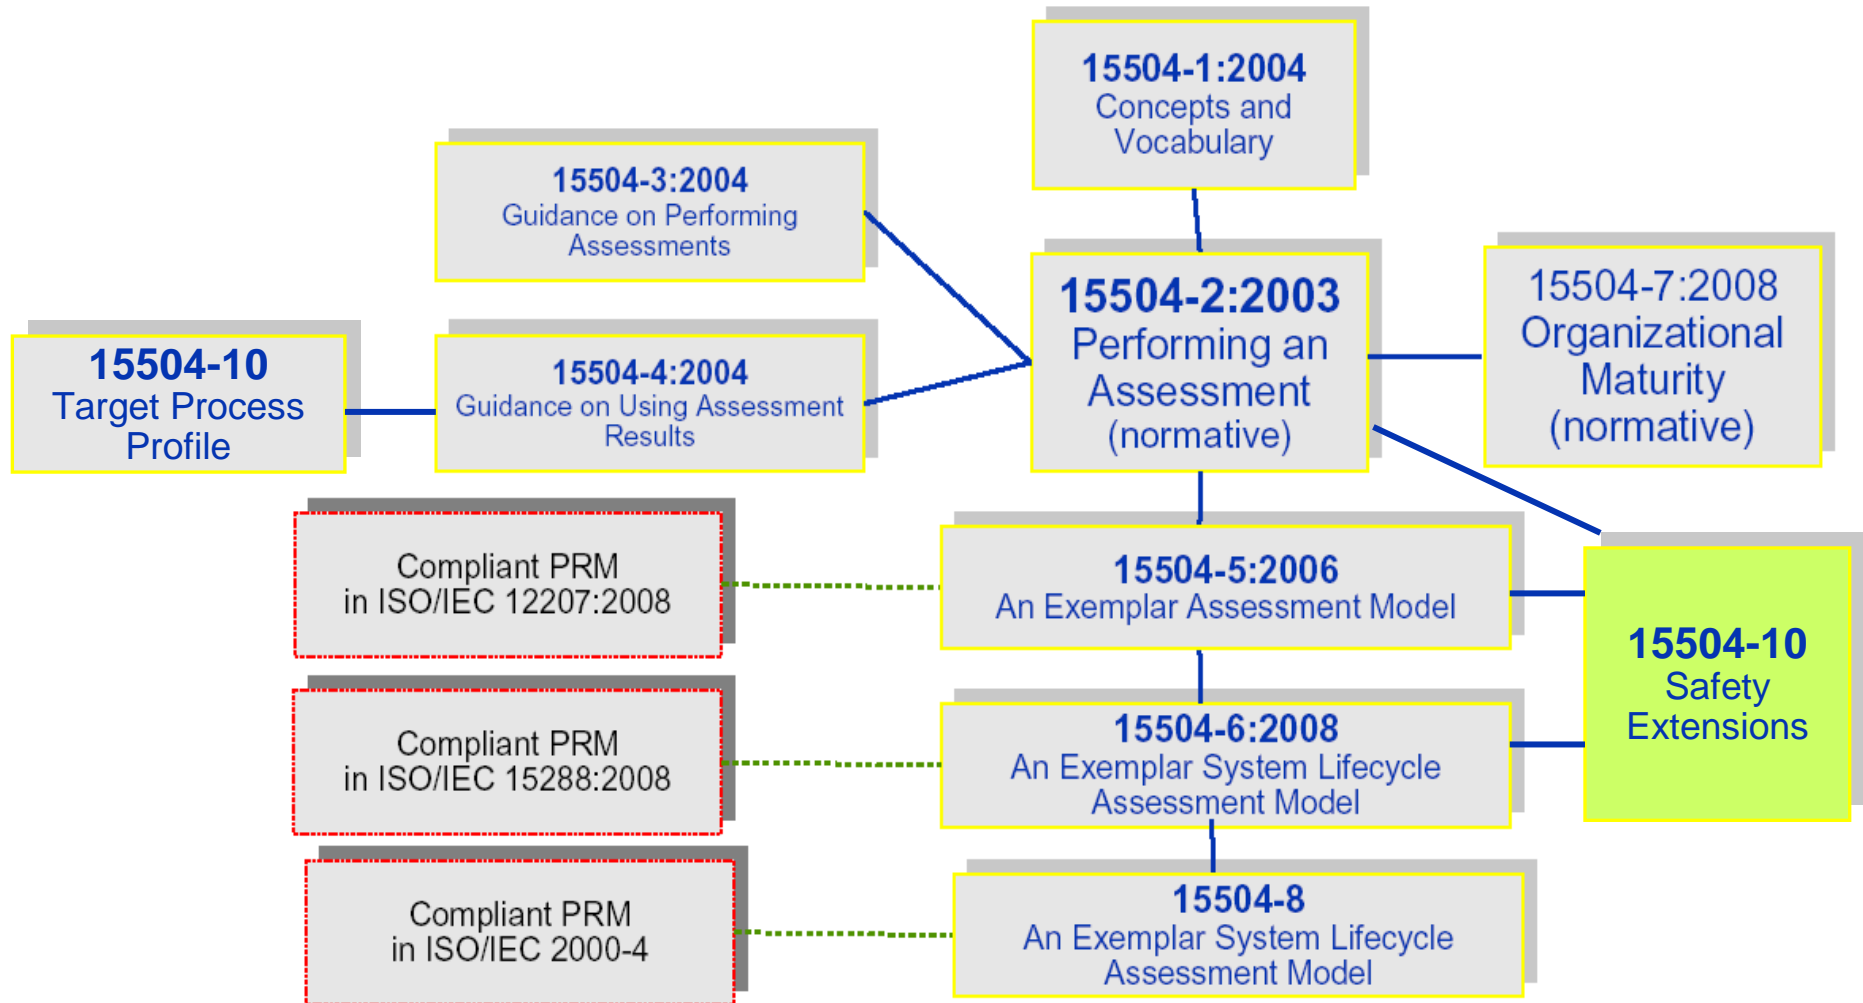 15504-1:2004
Concepts and
Vocabulary
15504-3:2004
Guidance on Performing
Assessments
15504-2:2003
Performing an
Assessment
(normative)
15504-7:2008
Organizational
Maturity
(normative)
15504-10
Target Process
Profile
15504-4:2004
Guidance on Using Assessment
Results
Compliant PRM
in ISO/IEC 12207:2008
15504-5:2006
An Exemplar Assessment Model
15504-10
Safety
Extensions
Compliant PRM
in ISO/IEC 15288:2008
15504-6:2008
An Exemplar System Lifecycle
Assessment Model
Compliant PRM
in ISO/IEC 2000-4
15504-8
An Exemplar System Lifecycle
Assessment Model